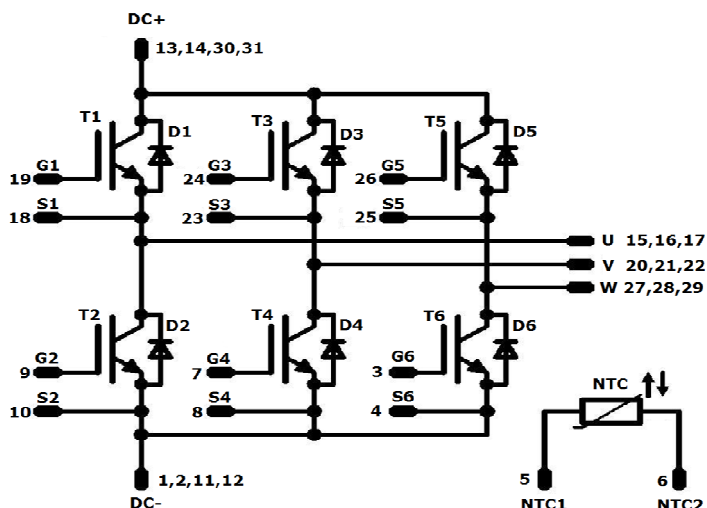 DC+
13,14,30,31
T1
D1
T3
D3
T5
D5
G1
19
G3
24
G5
26
S1
18
S3
23
S5
25
U 15,16,17
V 20,21,22
W 27,28,29
T2
D2
T4
D4
T6
D6
G2
9
G4
7
G6
3
S2
10
S4
8
S6
4
NTC
1,2,11,12
DC-
5
NTC1
6
NTC2